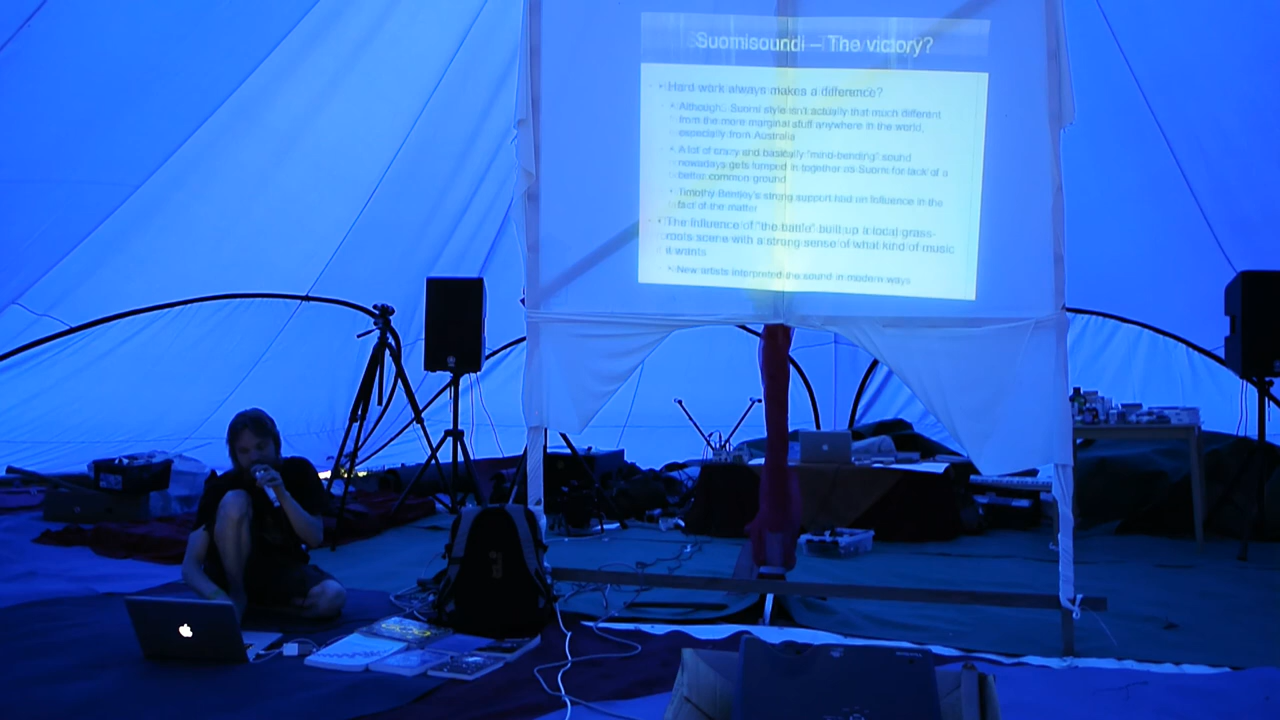 Suomisoundi – The victory?
• Hard work always makes a difference?
• Although Suomi style isn't actually that much different
from the more marginal stuff anywhere in the world,
especially from Australia
• A lot of crazy and basically "mind-bending" sound
nowadays gets lumped in together as Suomi for lack of a
better common ground
• Timothy Bentley's strong support had an influence in the
fact of the matter
• The influence of "the battle" built up a (oda) grass-
roots scene with a strong sense of what kind of music
it wants
• New artists interpreted the sound in modern ways